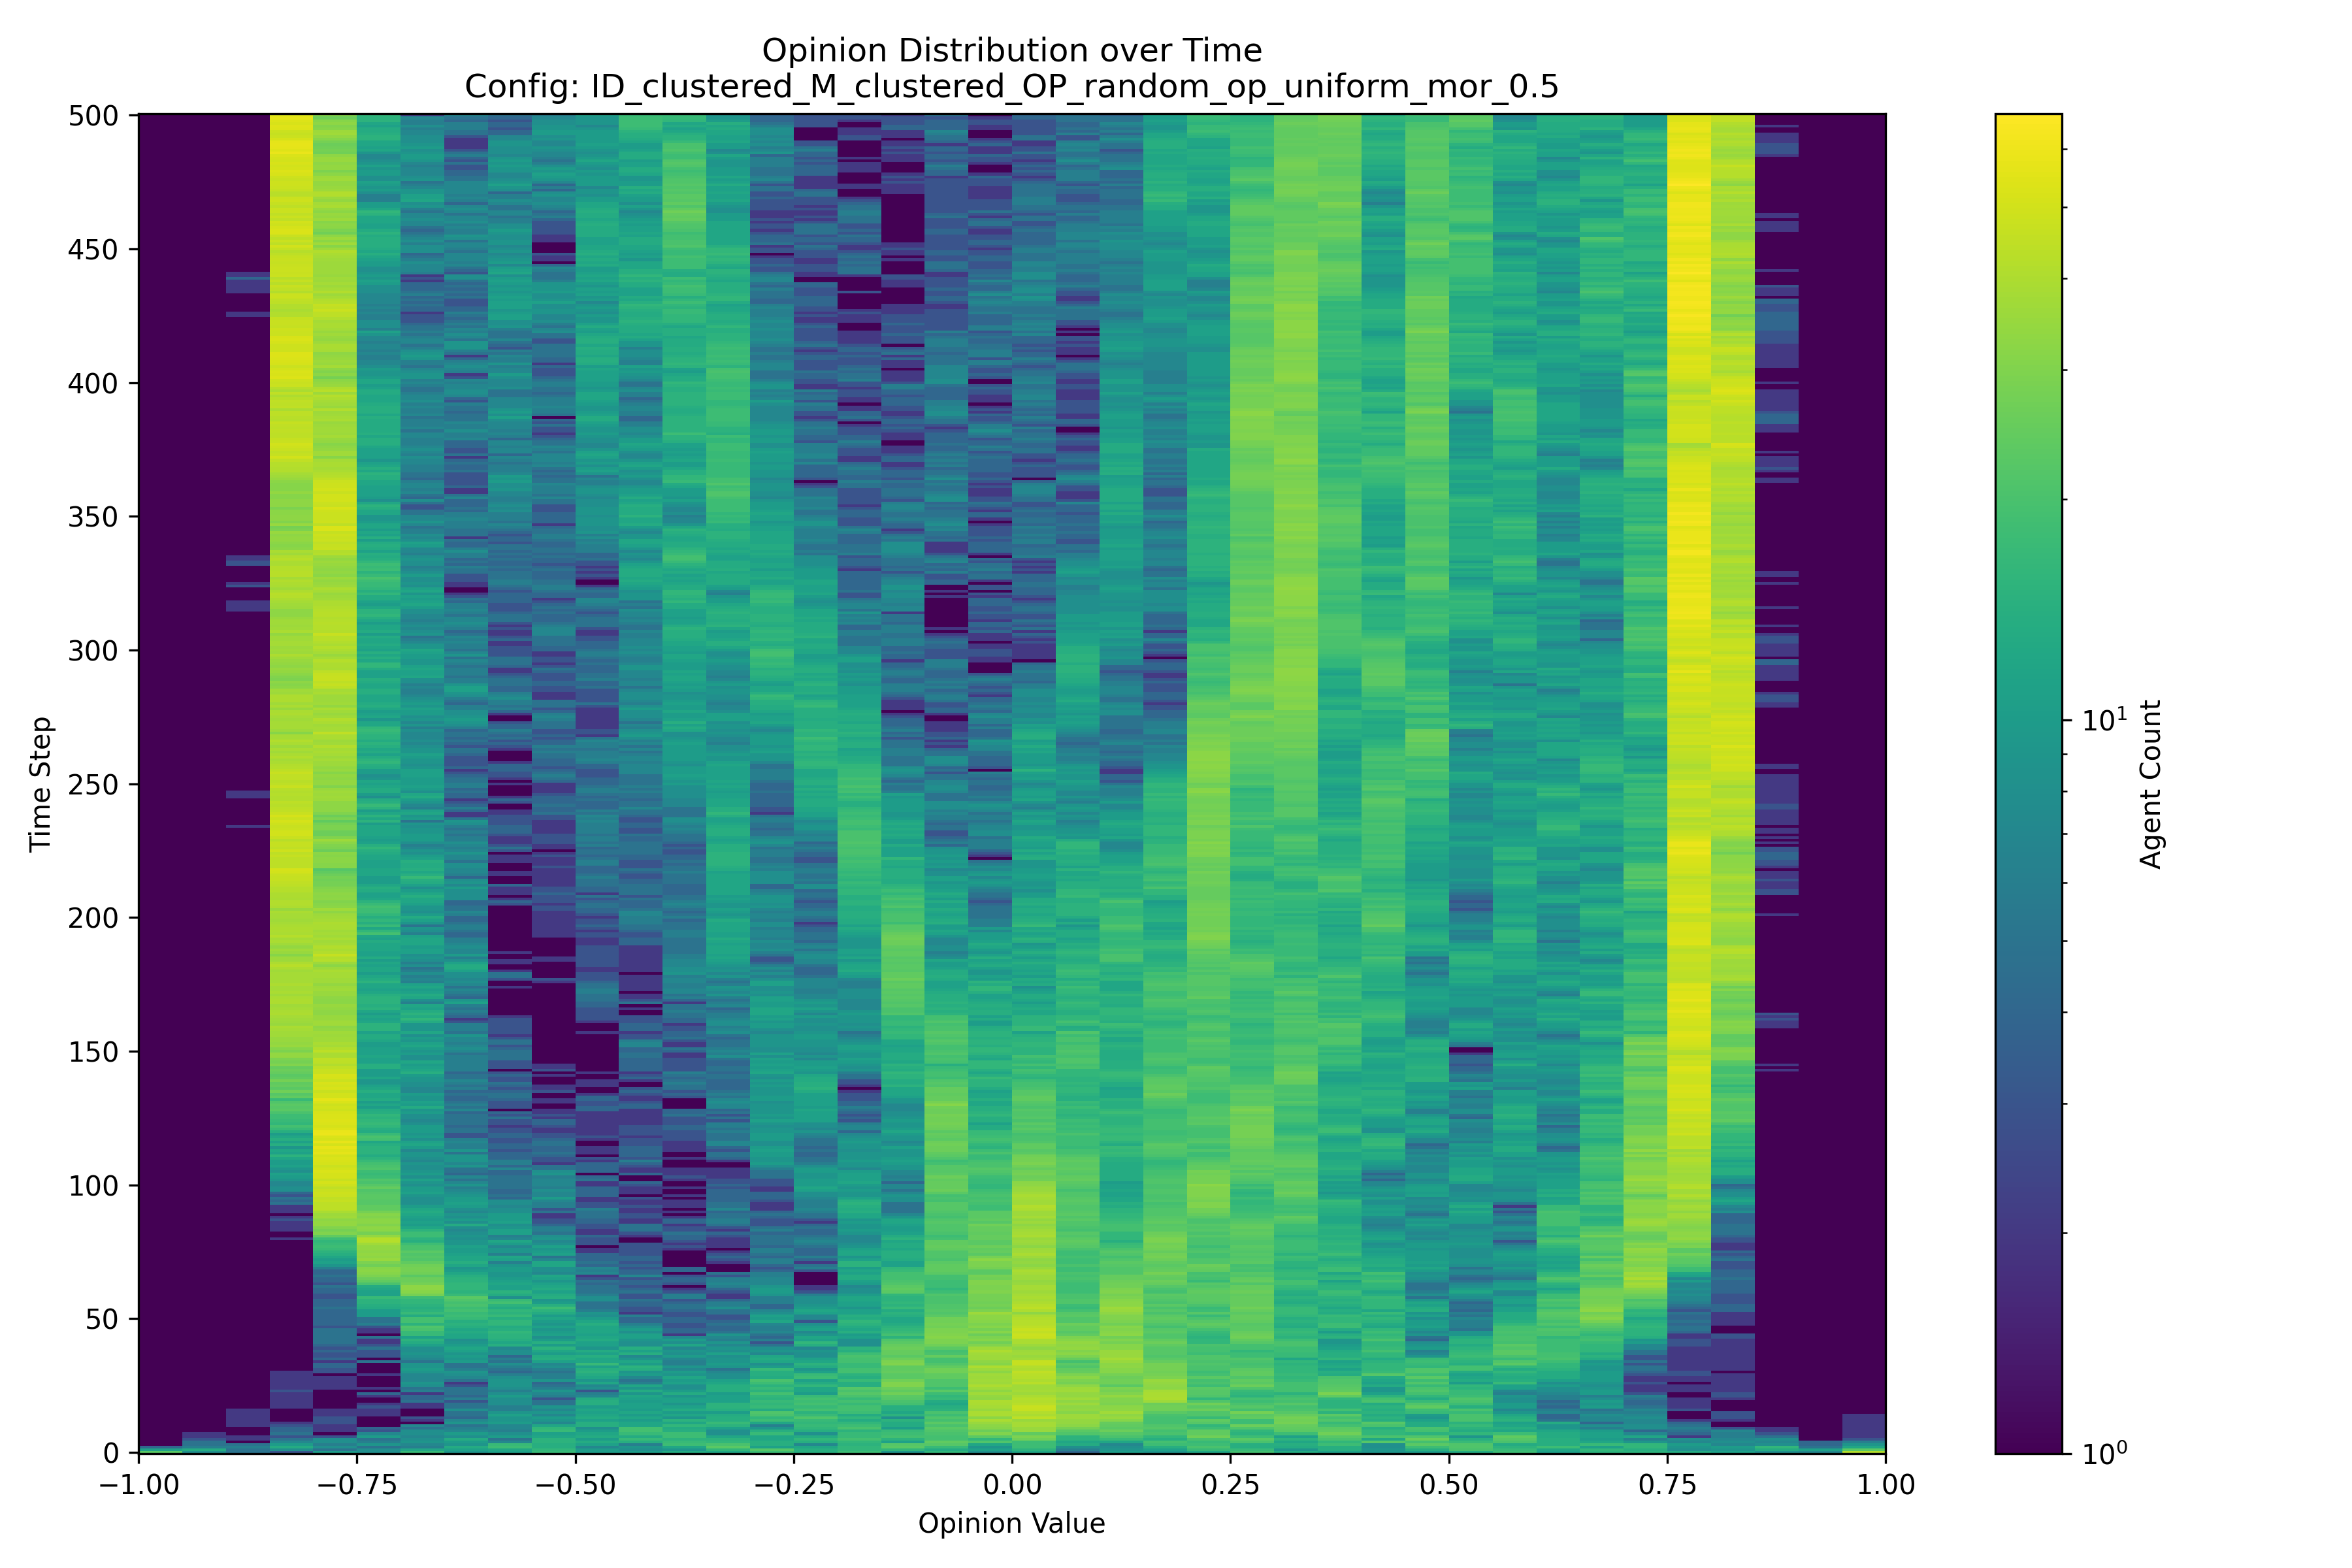 Opinion Distribution over Time
Config: ID_clustered_M_clustered_OP_random_op_uniform_mor_0.5
500
450
400
350
300
250
200
150
100
50
0
Time Step
−1.00 −0.75 −0.50 −0.25 0.00 0.25 0.50 0.75 1.00
Opinion Value
10¹
10⁰
Agent Count